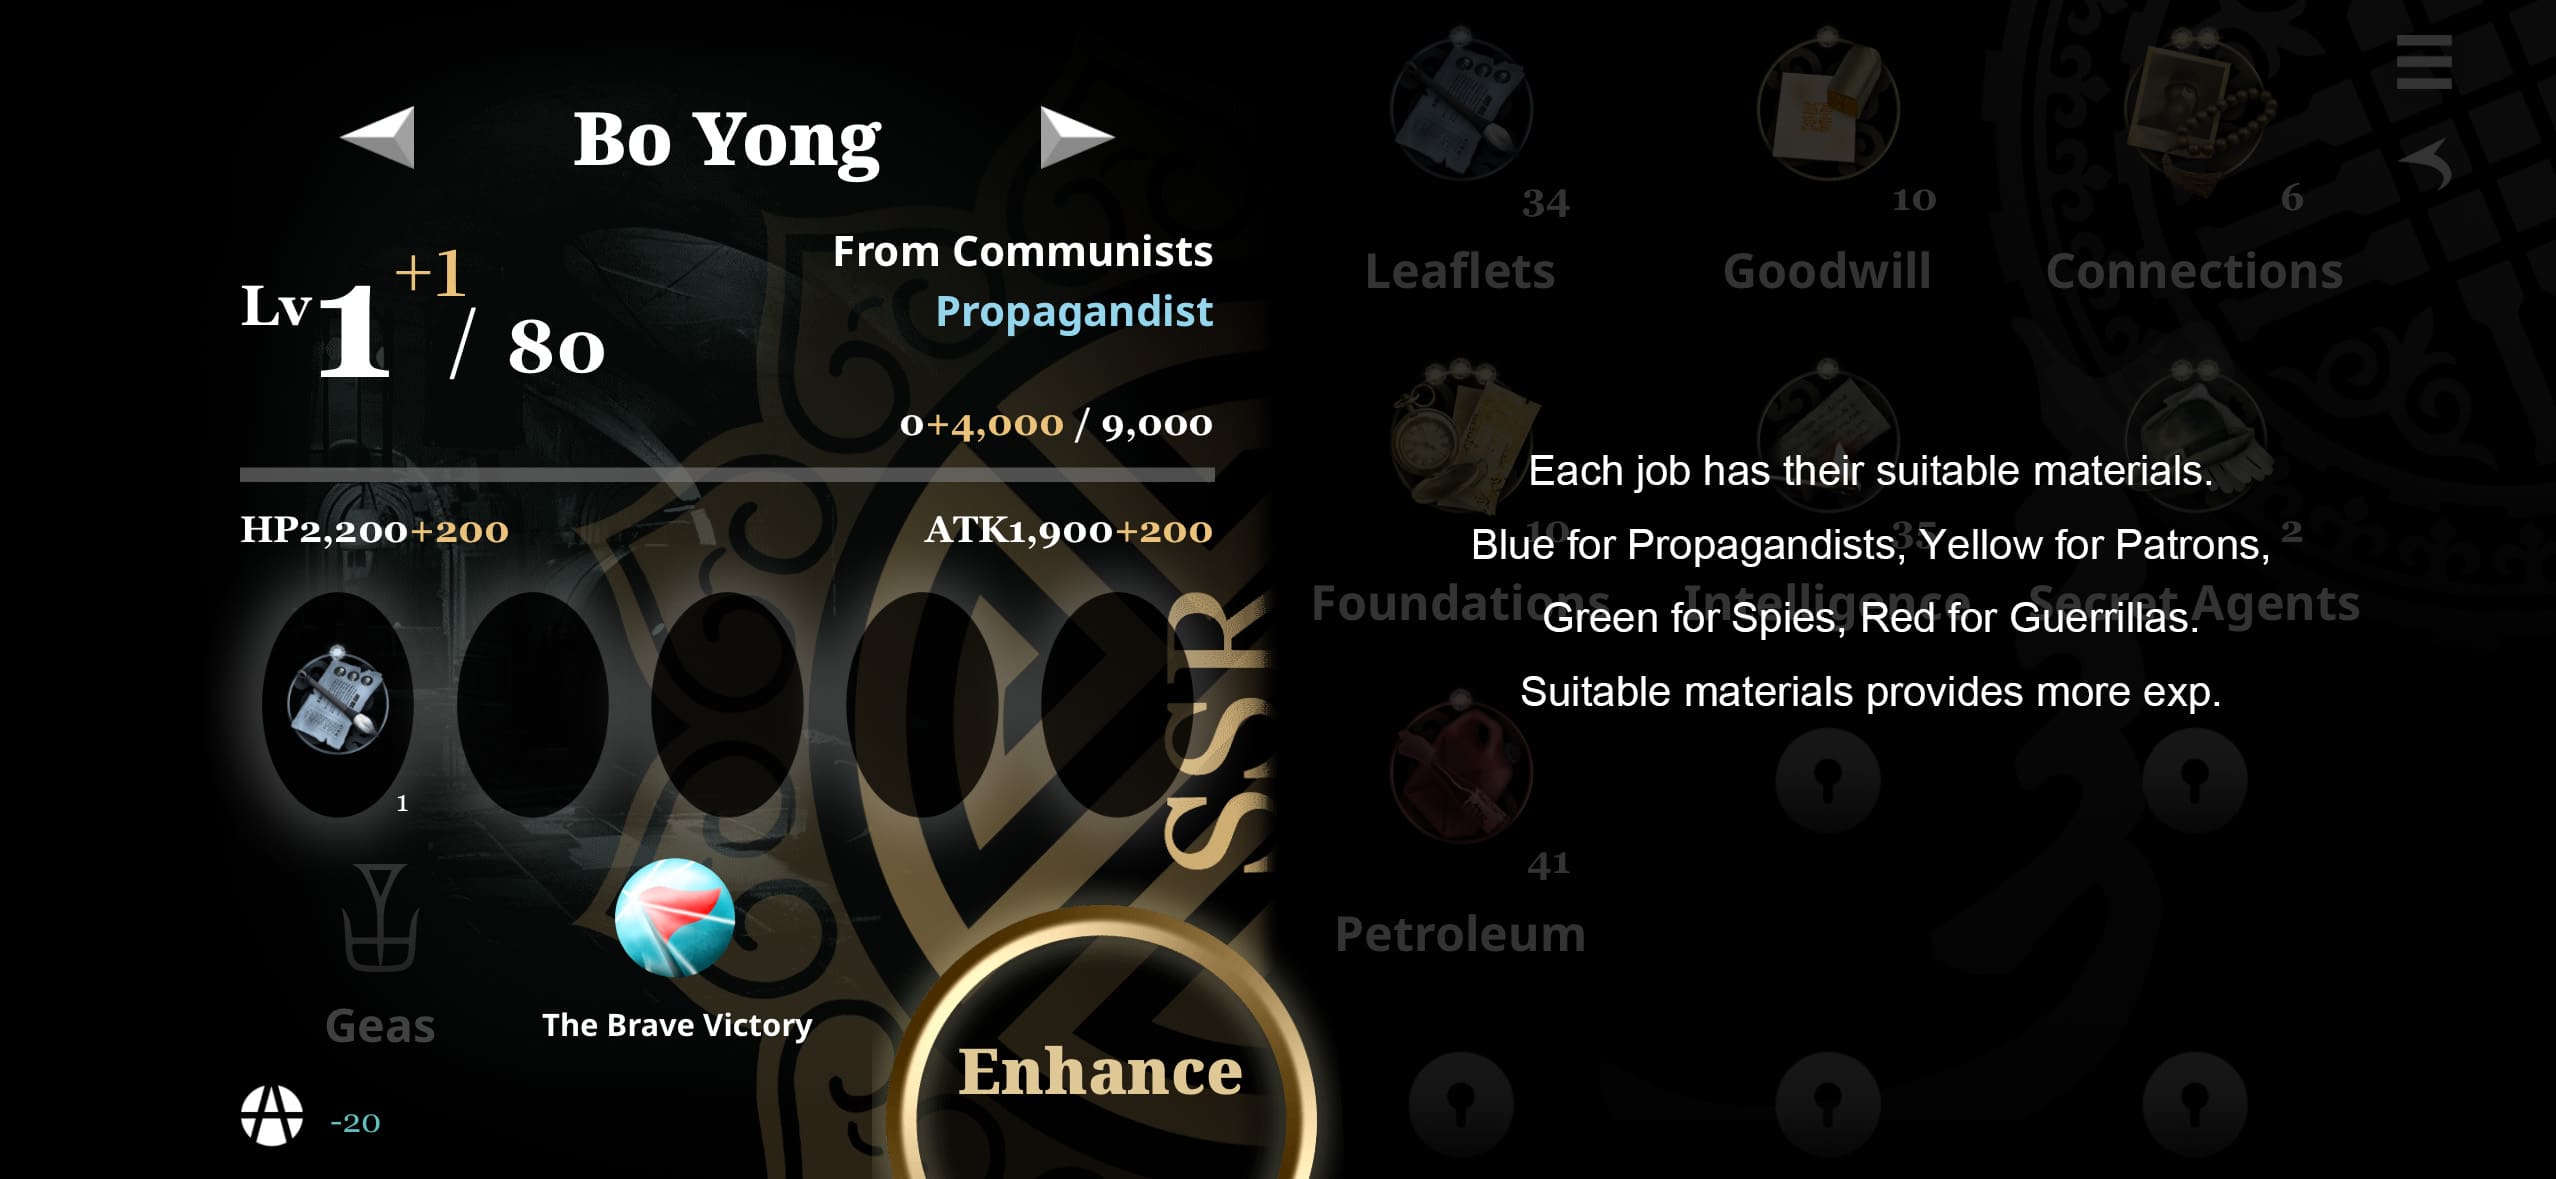 Bo Yong
Lv1+1/ 80
From Communists
Propagandist
0+4,000 / 9,000
HP2,200+200
ATK1,900+200
1
SSR
Geas
The Brave Victory
-20
Enhance
34
Leaflets
10
Goodwill
6
Connections
10
Foundations
35
Intelligence
2
Secret Agents
Each job has their suitable materials.
Blue for Propagandists, Yellow for Patrons,
Green for Spies, Red for Guerrillas.
Suitable materials provides more exp.
41
Petroleum